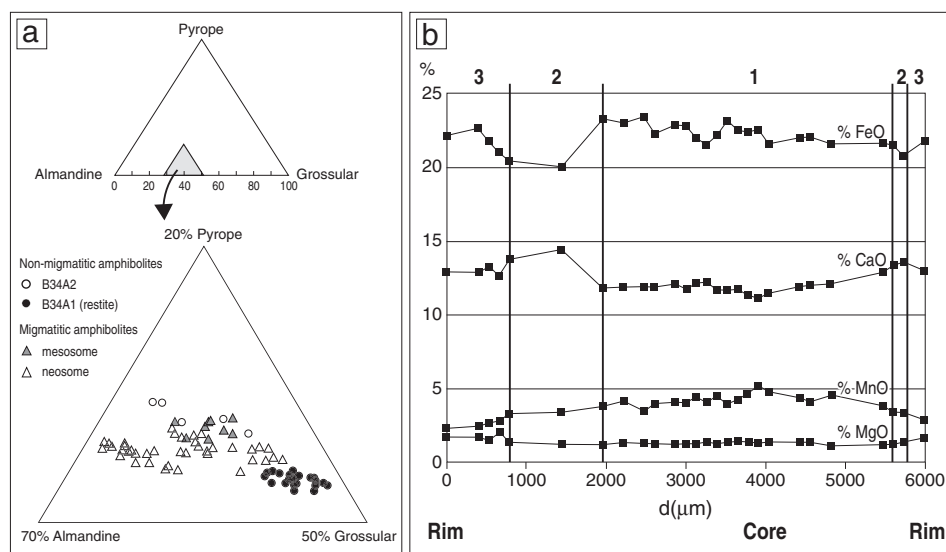 a
Pyrope
Almandine
Grossular
0 20 40 60 80 100
20% Pyrope
Non-migmatitic amphibolites
B34A2
B34A1 (restite)
Migmatitic amphibolites
mesosome
neosome
70% Almandine
50% Grossular
b
%
3 2 1 2 3
25
20
15
10
5
0
% FeO
% CaO
% MnO
% MgO
0 1000 2000 3000 4000 5000 6000
d(μm)
Rim Core Rim